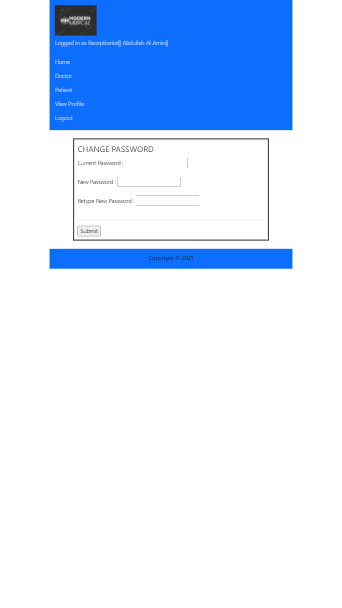 MODERN
MEDICAL
Logged in as Receptionist[[ Abdullah Al Amin]]
Home
Doctor
Patient
View Profile
Logout
CHANGE PASSWORD
Current Password :
New Password :
Retype New Password :
Submit
Copyright © 2021